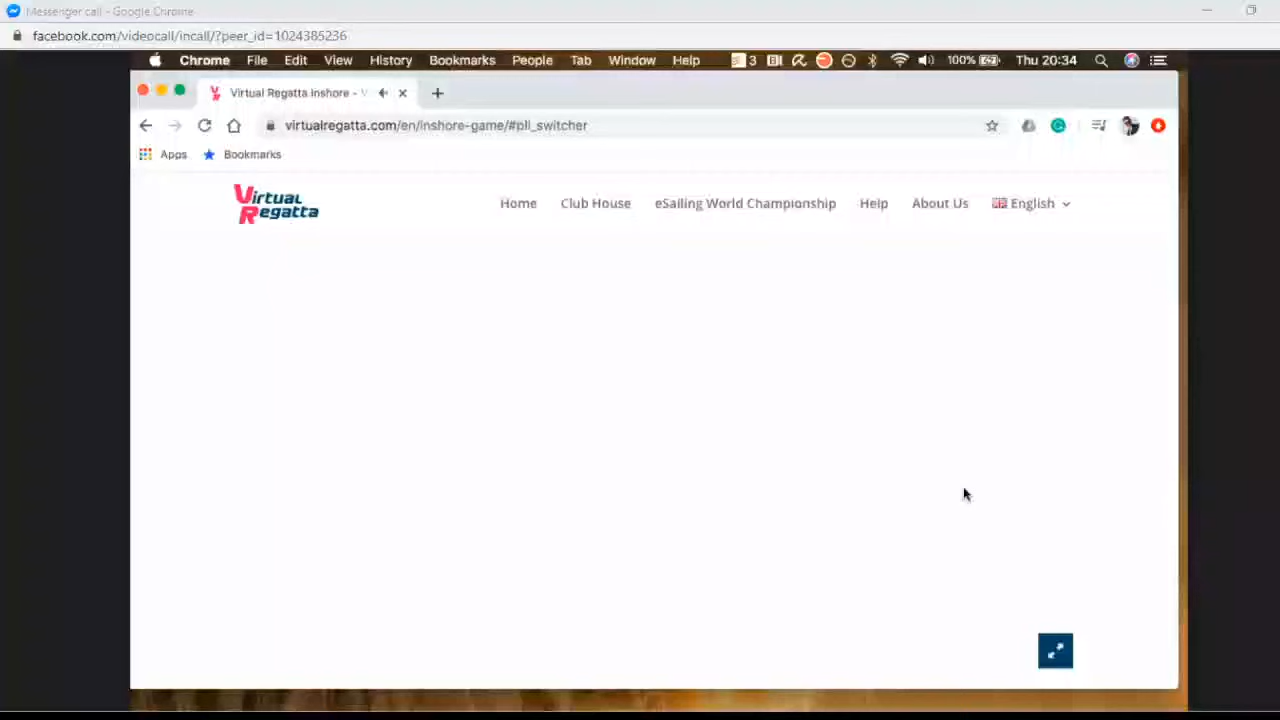 Messenger call - Google Chrome
facebook.com/videocall/incall/?peer_id=1024385236
Chrome File Edit View History Bookmarks People Tab Window Help 3 100% Thu 20:34
Virtual Regatta Inshore - V
virtualregatta.com/en/inshore-game/#pll_switcher
Apps Bookmarks
Virtual
Regatta
Home Club House eSailing World Championship Help About Us English